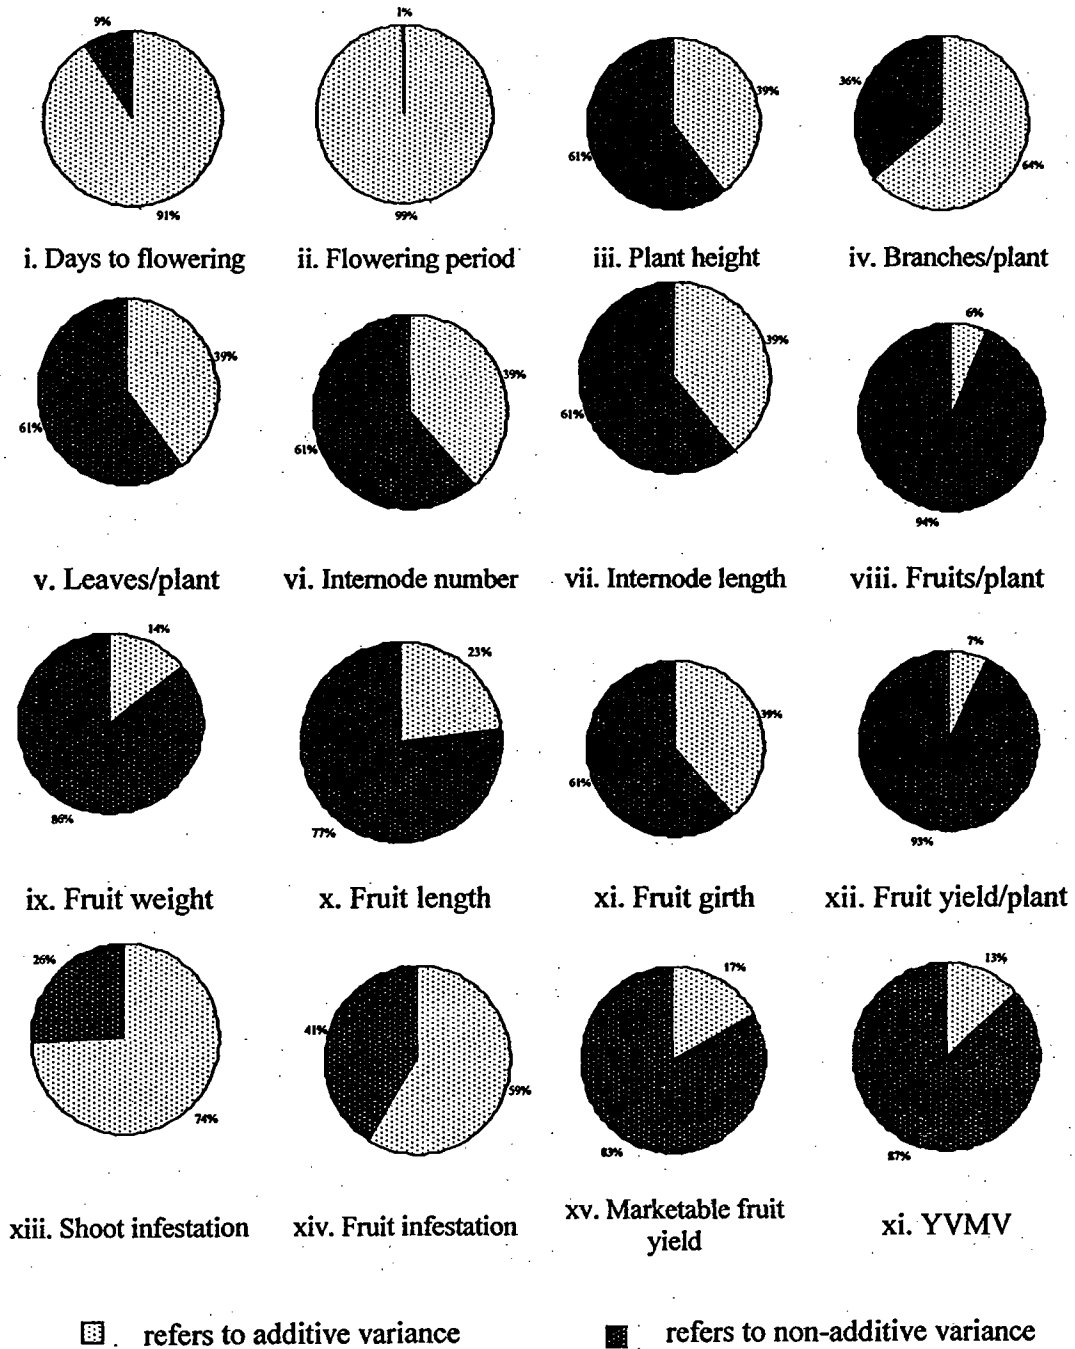 9%
91%
i. Days to flowering
1%
99%
ii. Flowering period
39%
61%
iii. Plant height
36%
64%
iv. Branches/plant
39%
61%
v. Leaves/plant
39%
61%
vi. Internode number
39%
61%
vii. Internode length
6%
94%
viii. Fruits/plant
14%
86%
ix. Fruit weight
23%
77%
x. Fruit length
39%
61%
xi. Fruit girth
7%
93%
xii. Fruit yield/plant
26%
74%
xiii. Shoot infestation
41%
59%
xiv. Fruit infestation
17%
83%
xv. Marketable fruit
yield
13%
87%
xi. YVMV
refers to additive variance
refers to non-additive variance